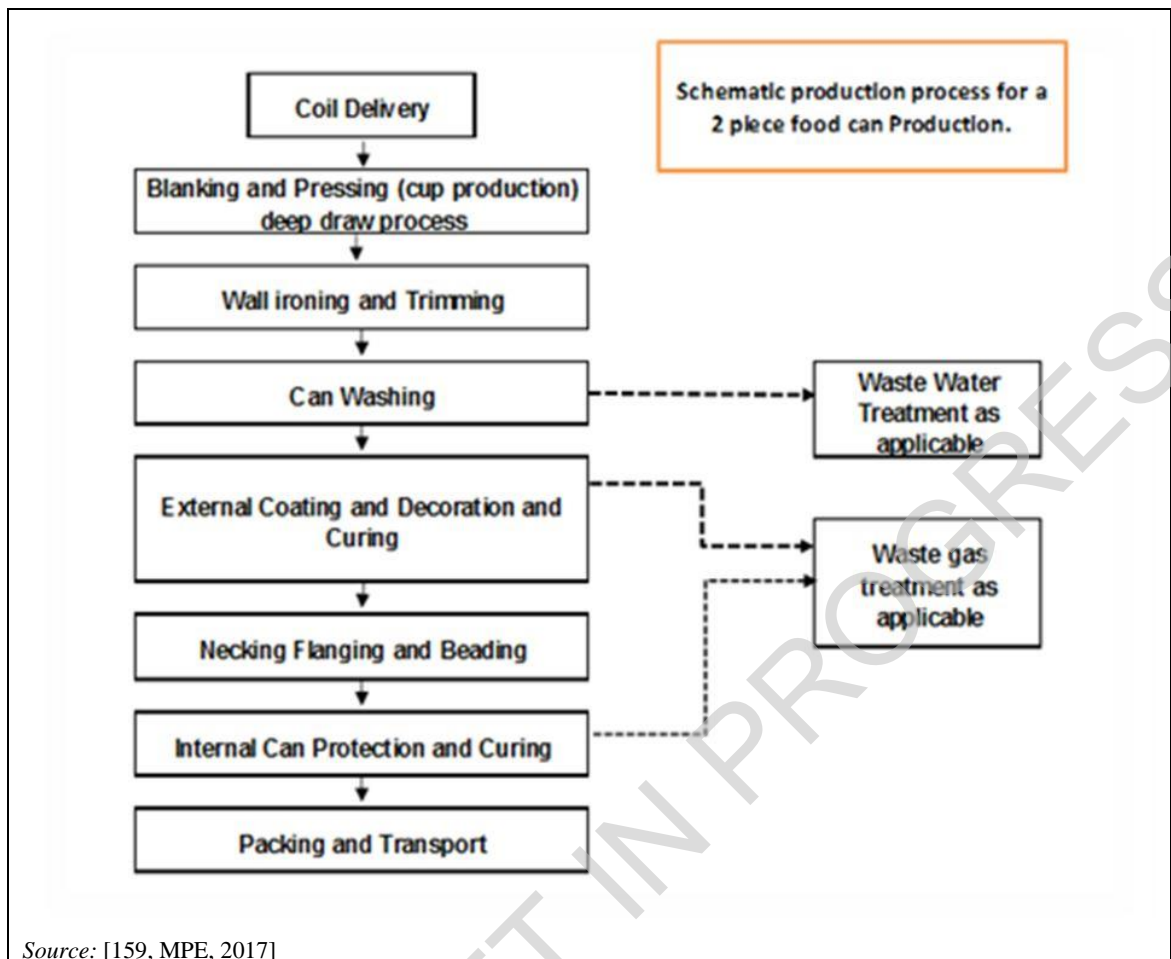 Schematic production process for a
2 piece food can Production.
Coil Delivery
Blanking and Pressing (cup production)
deep draw process
Wall ironing and Trimming
Can Washing
Waste Water
Treatment as
applicable
External Coating and Decoration and
Curing
Waste gas
treatment as
applicable
Necking Flanging and Beading
Internal Can Protection and Curing
Packing and Transport
Source: [159, MPE, 2017]
T IN PROGRESS